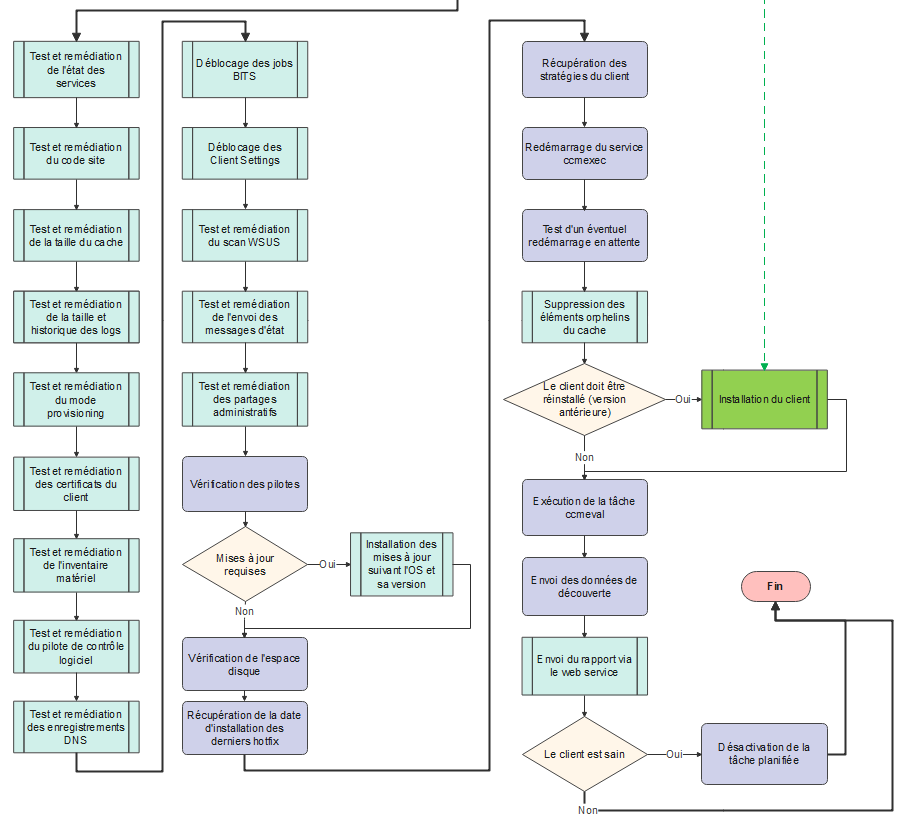 Test et remédiation
de l'état des
services
Test et remédiation
du code site
Test et remédiation
de la taille du cache
Test et remédiation
de la taille et
historique des logs
Test et remédiation
du mode
provisioning
Test et remédiation
des certificats du
client
Test et remédiation
de l'inventaire
matériel
Test et remédiation
du pilote de contrôle
logiciel
Test et remédiation
des enregistrements
DNS
Déblocage des jobs
BITS
Déblocage des
Client Settings
Test et remédiation
du scan WSUS
Test et remédiation
de l'envoi des
messages d'état
Test et remédiation
des partages
administratifs
Vérification des pilotes
Mises à jour
requises
Oui
Installation des
mises à jour
suivant l'OS et
sa version
Non
Vérification de l'espace
disque
Récupération de la date
d'installation des
derniers hotfix
Récupération des
stratégies du client
Redémarrage du service
ccmexec
Test d'un éventuel
redémarrage en attente
Suppression des
éléments orphelins
du cache
Le client doit être
réinstallé (version
antérieure)
Oui
Installation du client
Non
Exécution de la tâche
ccmeval
Envoi des données de
découverte
Envoi du rapport via
le web service
Le client est sain
Oui
Désactivation de la
tâche planifiée
Non
Fin